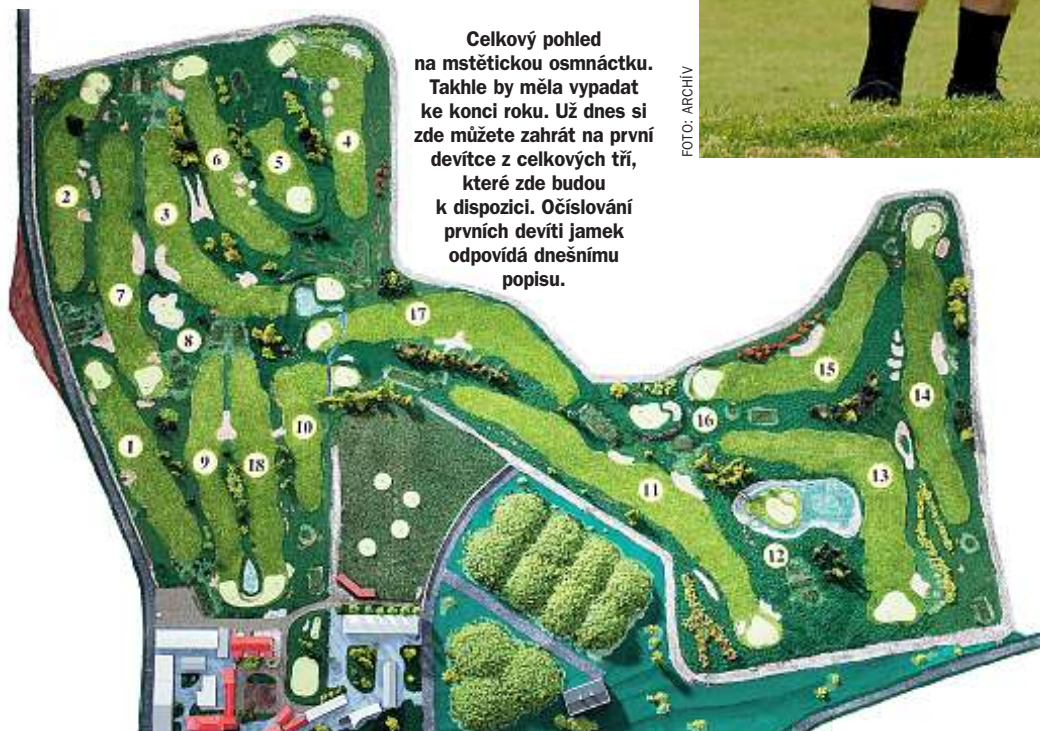 Celkový pohled
na mstětickou osmnáctku.
Takhle by měla vypadat
ke konci roku. Už dnes si
zde můžete zahrát na první
devítce z celkových tří,
které zde budou
k dispozici. Očíslování
prvních devíti jamek
odpovídá dnešnímu
popisu.
FOTO: ARCHÍV
4
5
6
2
3
7
17
8
15
16
14
10
1
9
18
11
13
12